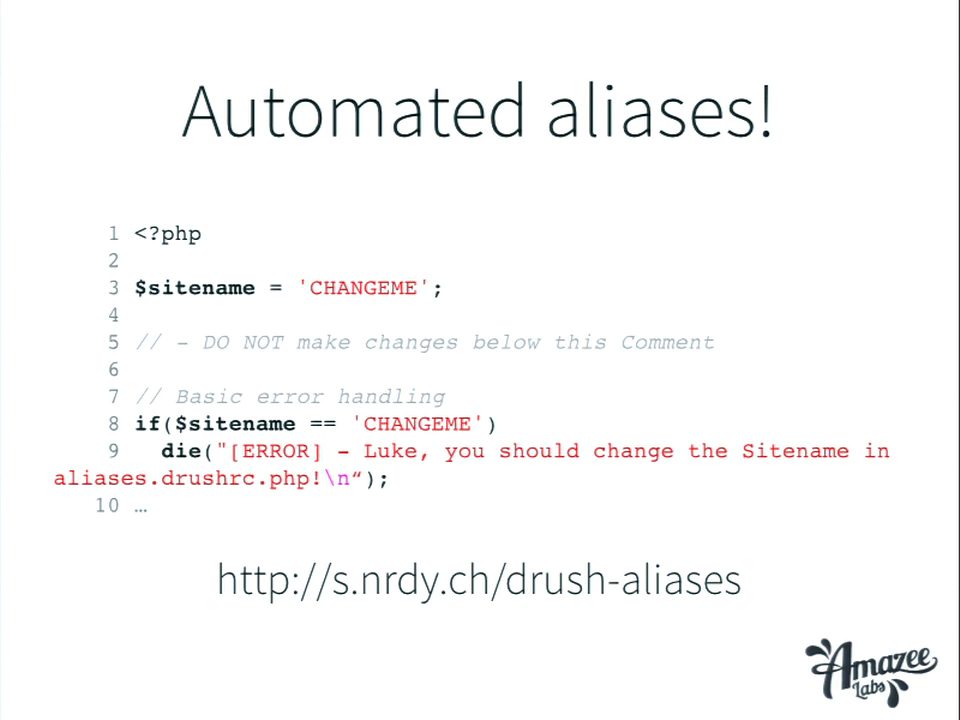 Automated aliases!
1 <?php
2
3 $sitename = 'CHANGEME';
4
5 // - DO NOT make changes below this Comment
6
7 // Basic error handling
8 if($sitename == 'CHANGEME')
9   die("[ERROR] - Luke, you should change the Sitename in
aliases.drushrc.php!\n“);
10 …
http://s.nrdy.ch/drush-aliases
Amazee
Labs